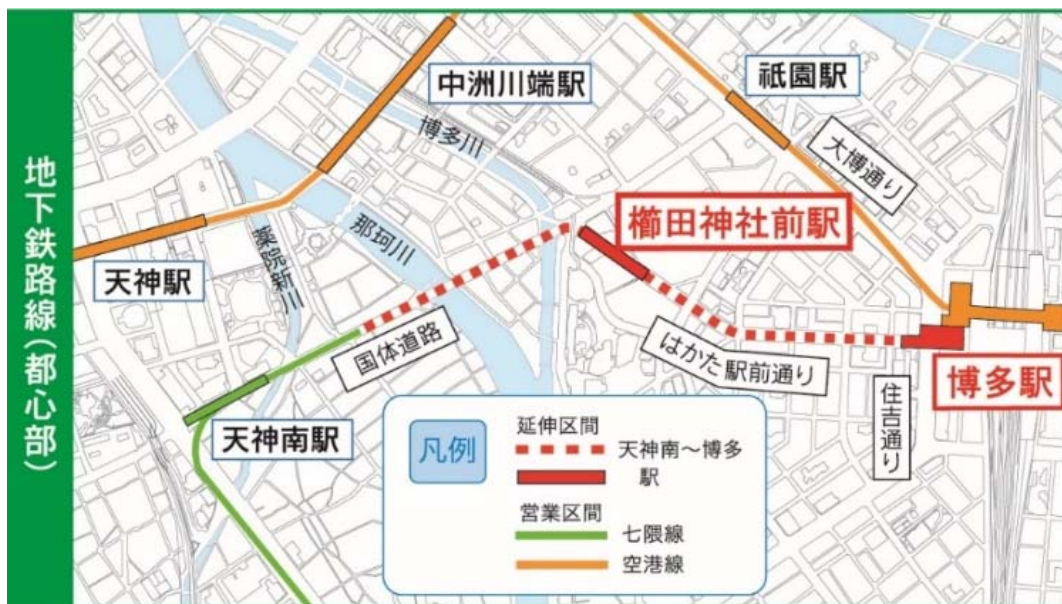 地下鉄路線(都心部)
中洲川端駅
祇園駅
博多川
大博通り
櫛田神社前駅
那珂川
薬院新川
天神駅
国体道路
はかた駅前通り
博多駅
住吉通り
天神南駅
凡例
延伸区間
天神南〜博多
駅
営業区間
七隈線
空港線